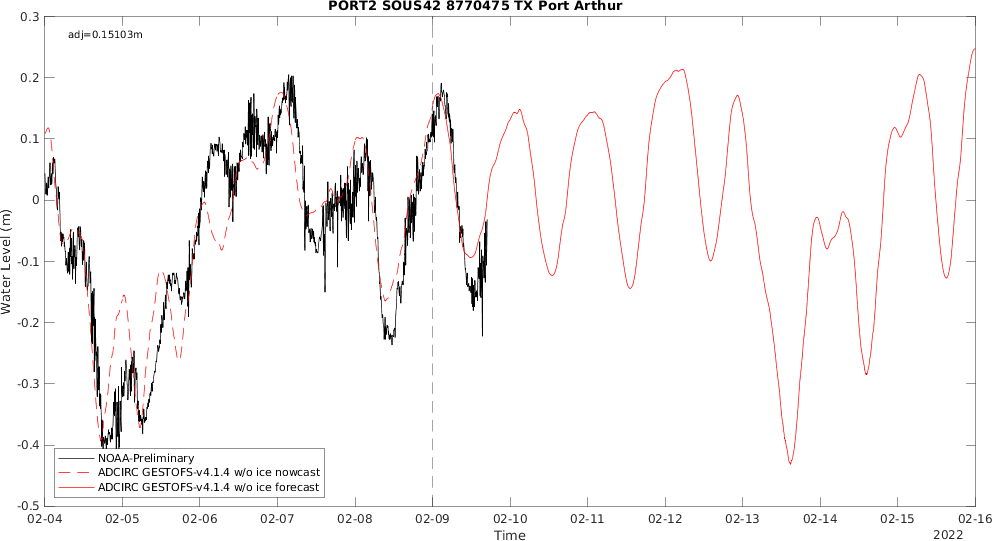 PORT2 SOUS42 8770475 TX Port Arthur
adj=0.15103m
0.3
0.2
0.1
0
-0.1
-0.2
-0.3
-0.4
-0.5
Water Level (m)
NOAA-Preliminary
ADCIRC GESTOFS-v4.1.4 w/o ice nowcast
ADCIRC GESTOFS-v4.1.4 w/o ice forecast
02-04 02-05 02-06 02-07 02-08 02-09 02-10 02-11 02-12 02-13 02-14 02-15 02-16
Time
2022